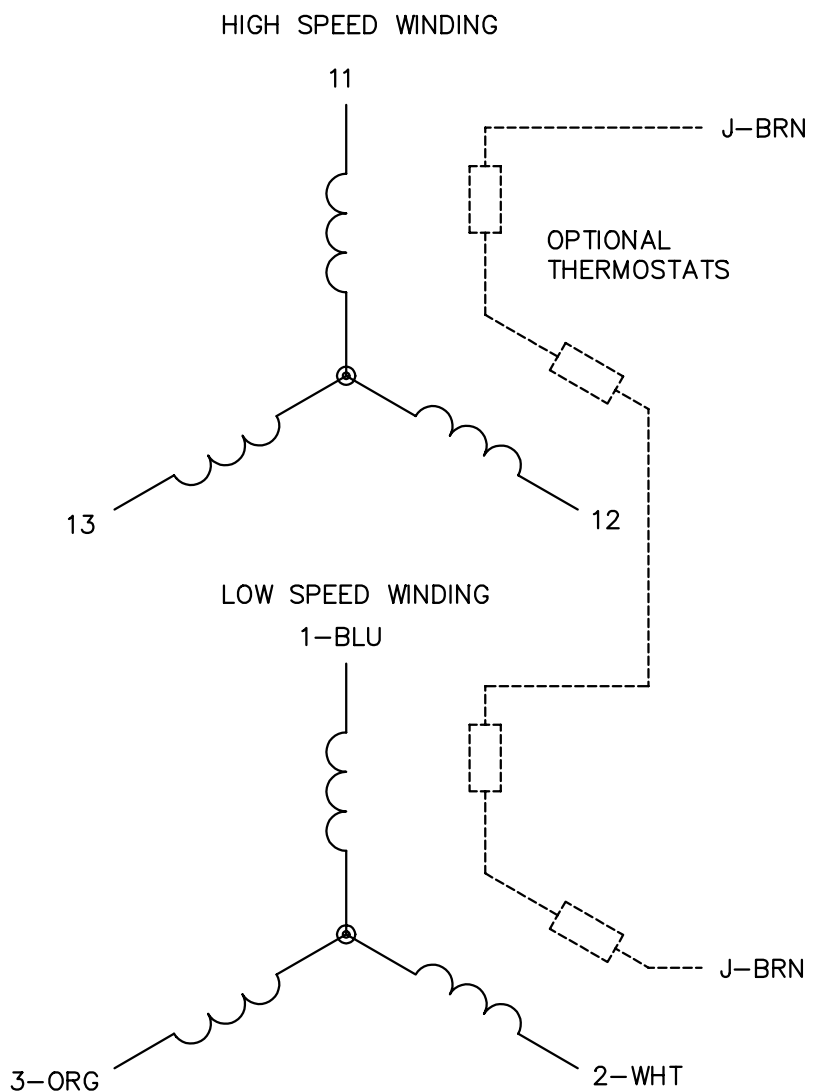 HIGH SPEED WINDING
11
J-BRN
OPTIONAL
THERMOSTATS
13
12
LOW SPEED WINDING
1-BLU
J-BRN
3-ORG
2-WHT